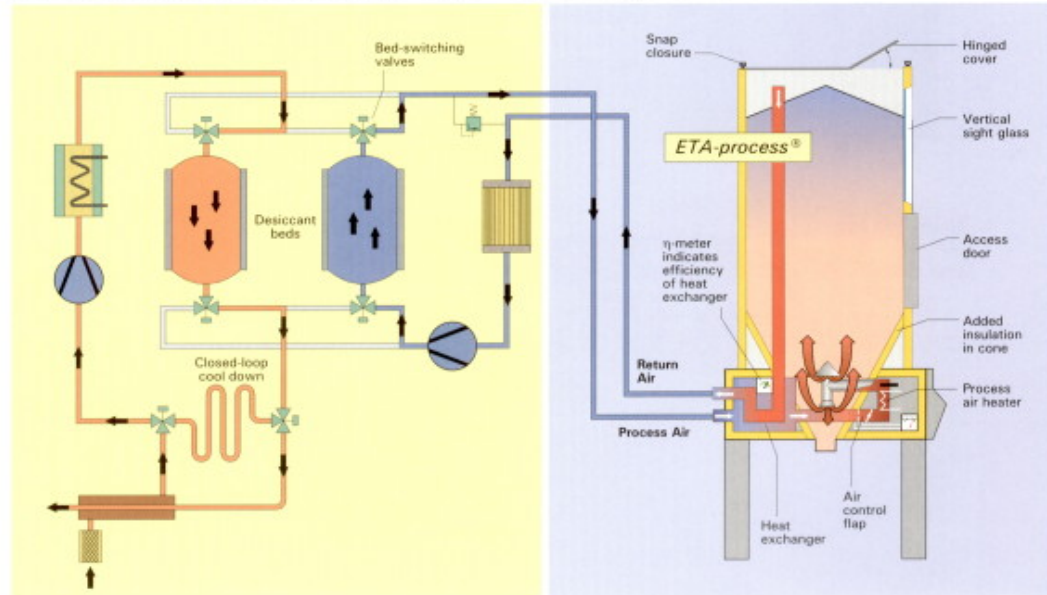 Bed-switching
valves
Desiccant
beds
Closed-loop
cool down
Snap
closure
Hinged
cover
ETA-process®
Vertical
sight glass
η-meter
indicates
efficiency
of heat
exchanger
Access
door
Added
insulation
in cone
Return
Air
Process
air heater
Process Air
Air
control
flap
Heat
exchanger